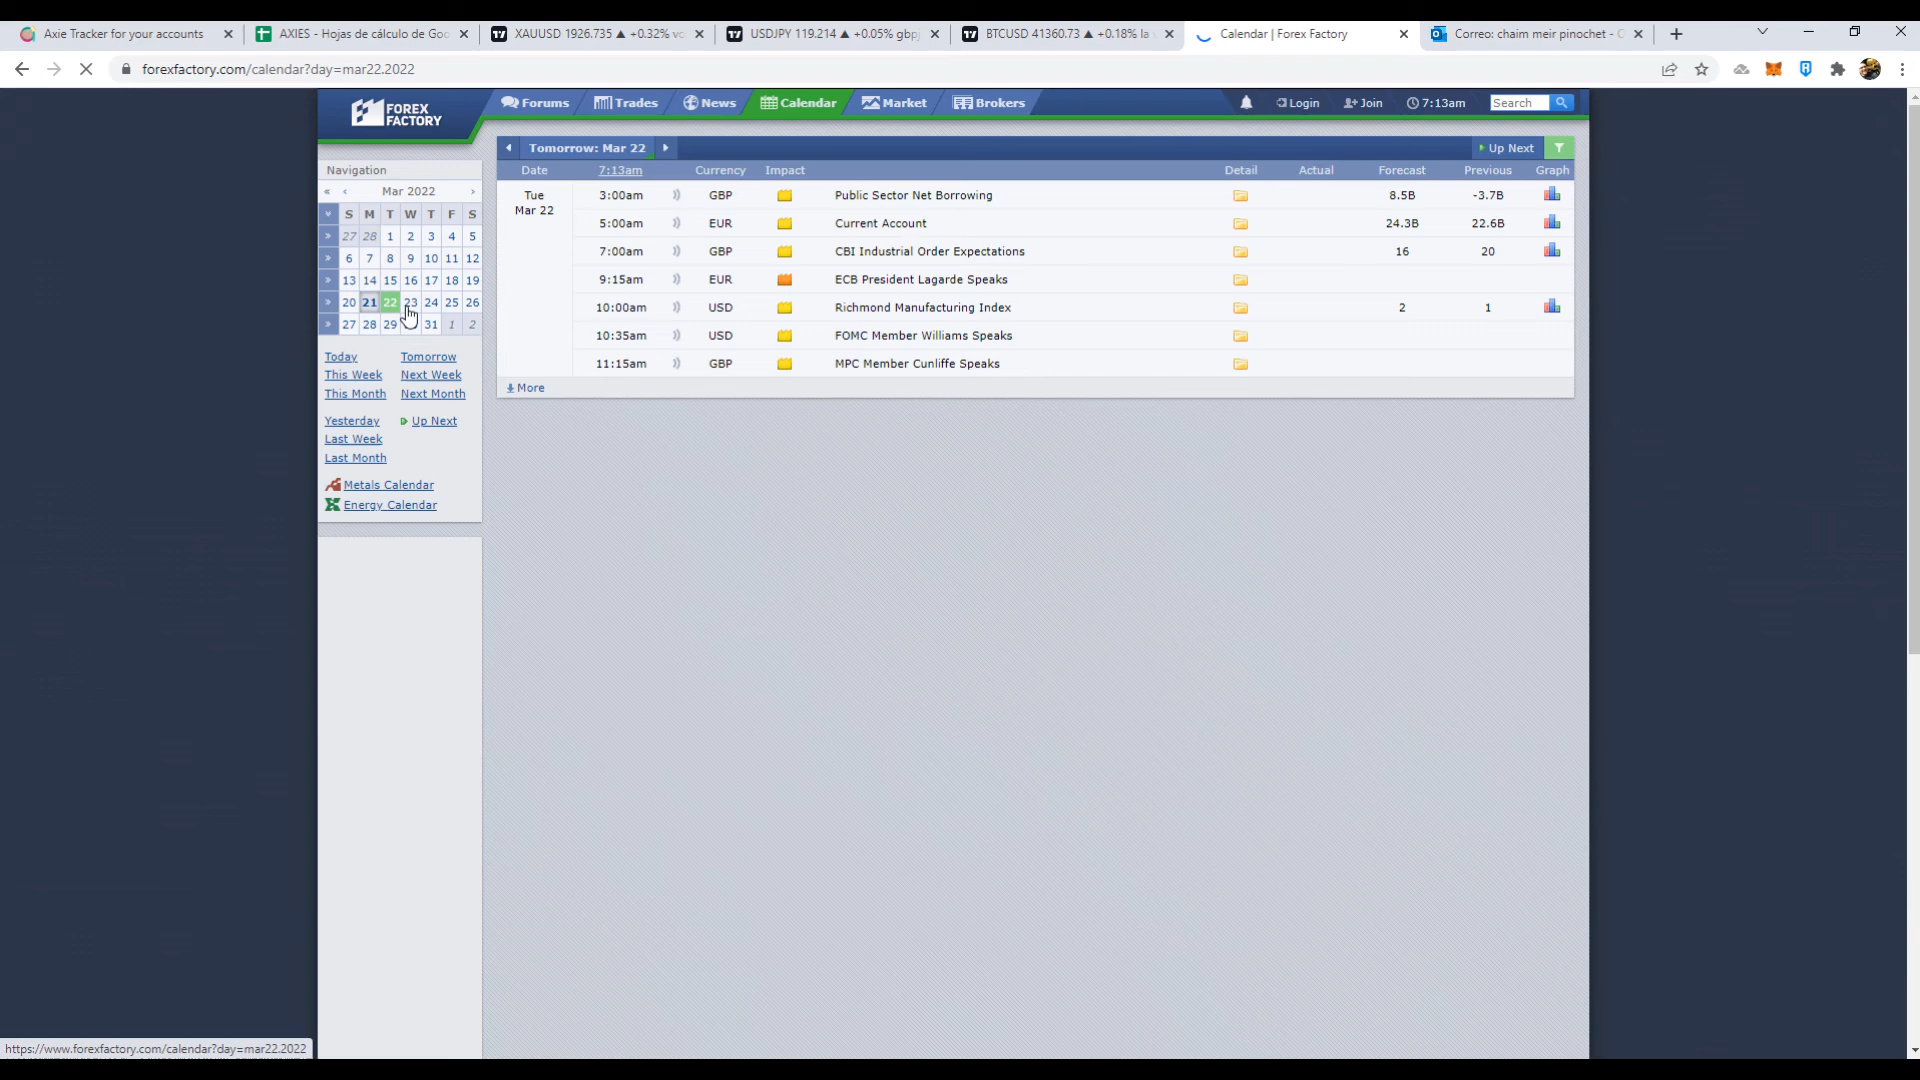 Axie Tracker for your accounts
AXIES - Hojas de cálculo de Goo
XAUUSD 1926.735 ▲ +0.32% vo
USDJPY 119.214 ▲ +0.05% gbpj
BTCUSD 41360.73 ▲ +0.18% la v
Calendar | Forex Factory
Correo: chaim meir pinochet - O
forexfactory.com/calendar?day=mar22.2022
FOREX
FACTORY
Forums
Trades
News
Calendar
Market
Brokers
Login
Join
7:13am
Search
Navigation
« ‹ Mar 2022 ›
S M T W T F S
27 28 1 2 3 4 5
6 7 8 9 10 11 12
13 14 15 16 17 18 19
20 21 22 23 24 25 26
27 28 29 31 1 2
Today Tomorrow
This Week Next Week
This Month Next Month
Yesterday Up Next
Last Week
Last Month
Metals Calendar
Energy Calendar
Tomorrow: Mar 22
Up Next
Date 7:13am Currency Impact Detail Actual Forecast Previous Graph
Tue
Mar 22
3:00am GBP Public Sector Net Borrowing 8.5B -3.7B
5:00am EUR Current Account 24.3B 22.6B
7:00am GBP CBI Industrial Order Expectations 16 20
9:15am EUR ECB President Lagarde Speaks
10:00am USD Richmond Manufacturing Index 2 1
10:35am USD FOMC Member Williams Speaks
11:15am GBP MPC Member Cunliffe Speaks
More
https://www.forexfactory.com/calendar?day=mar22.2022